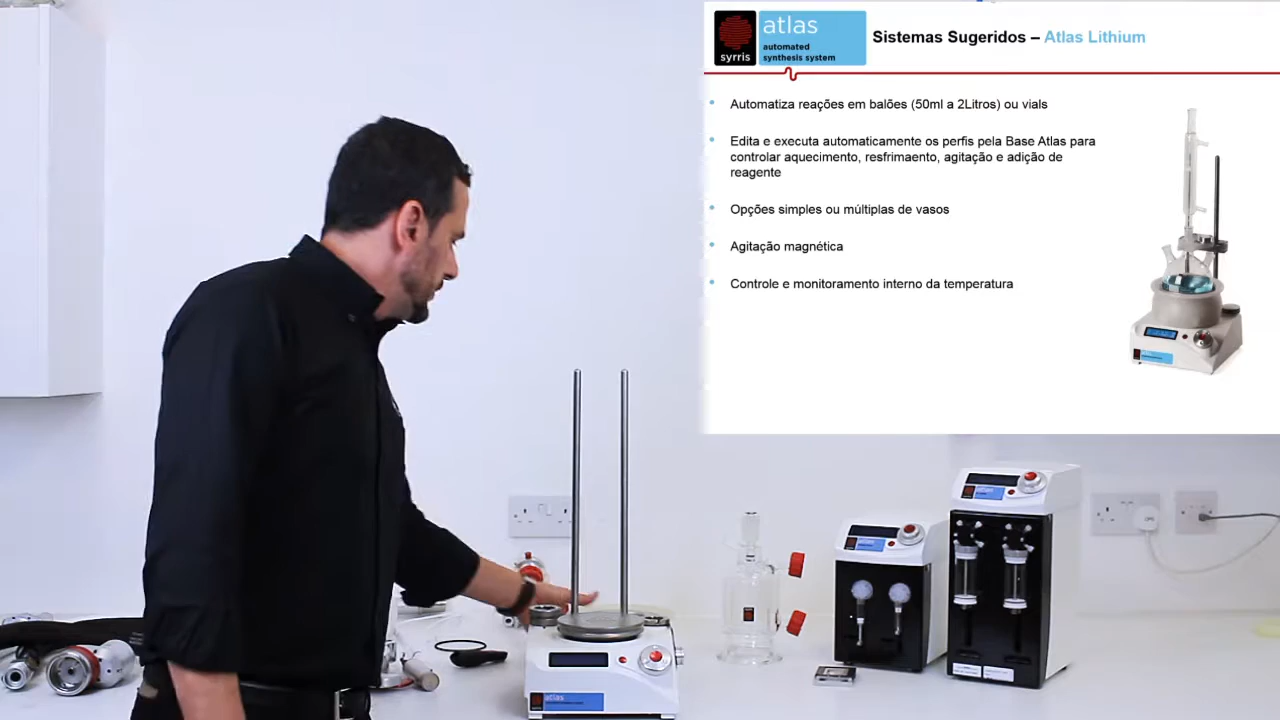 syrris
atlas
automated
synthesis system
Sistemas Sugeridos – Atlas Lithium
Automatiza reações em balões (50ml a 2Litros) ou vials
Edita e executa automaticamente os perfis pela Base Atlas para
controlar aquecimento, resfrimaento, agitação e adição de
reagente
Opções simples ou múltiplas de vasos
Agitação magnética
Controle e monitoramento interno da temperatura
atlas
atlas
atlas